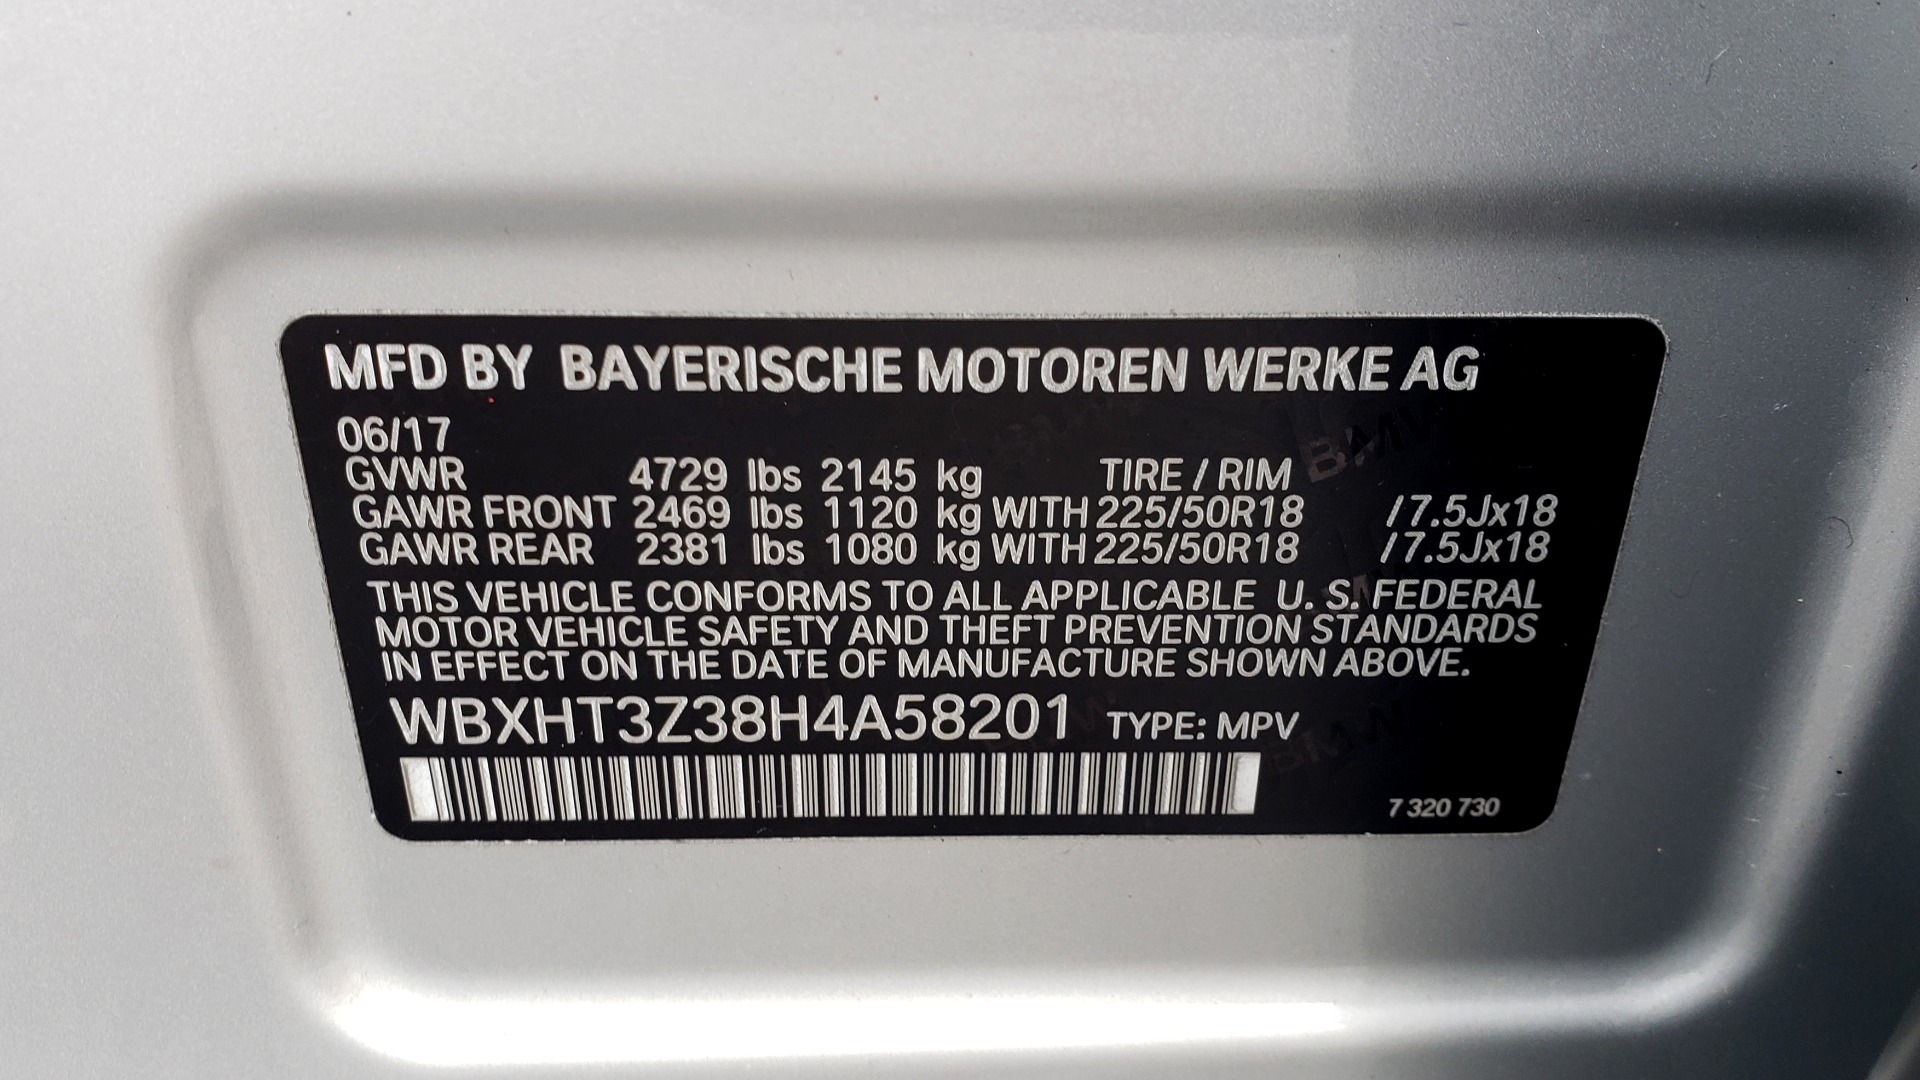 MFD BY BAYERISCHE MOTOREN WERKE AG
06/17
GVWR 4729 lbs 2145 kg TIRE / RIM
GAWR FRONT 2469 lbs 1120 kg WITH 225/50R18 /7.5Jx18
GAWR REAR 2381 lbs 1080 kg WITH 225/50R18 /7.5Jx18
THIS VEHICLE CONFORMS TO ALL APPLICABLE U. S. FEDERAL
MOTOR VEHICLE SAFETY AND THEFT PREVENTION STANDARDS
IN EFFECT ON THE DATE OF MANUFACTURE SHOWN ABOVE.
WBXHT3Z38H4A58201 TYPE: MPV
7 320 730
BMW
BMW